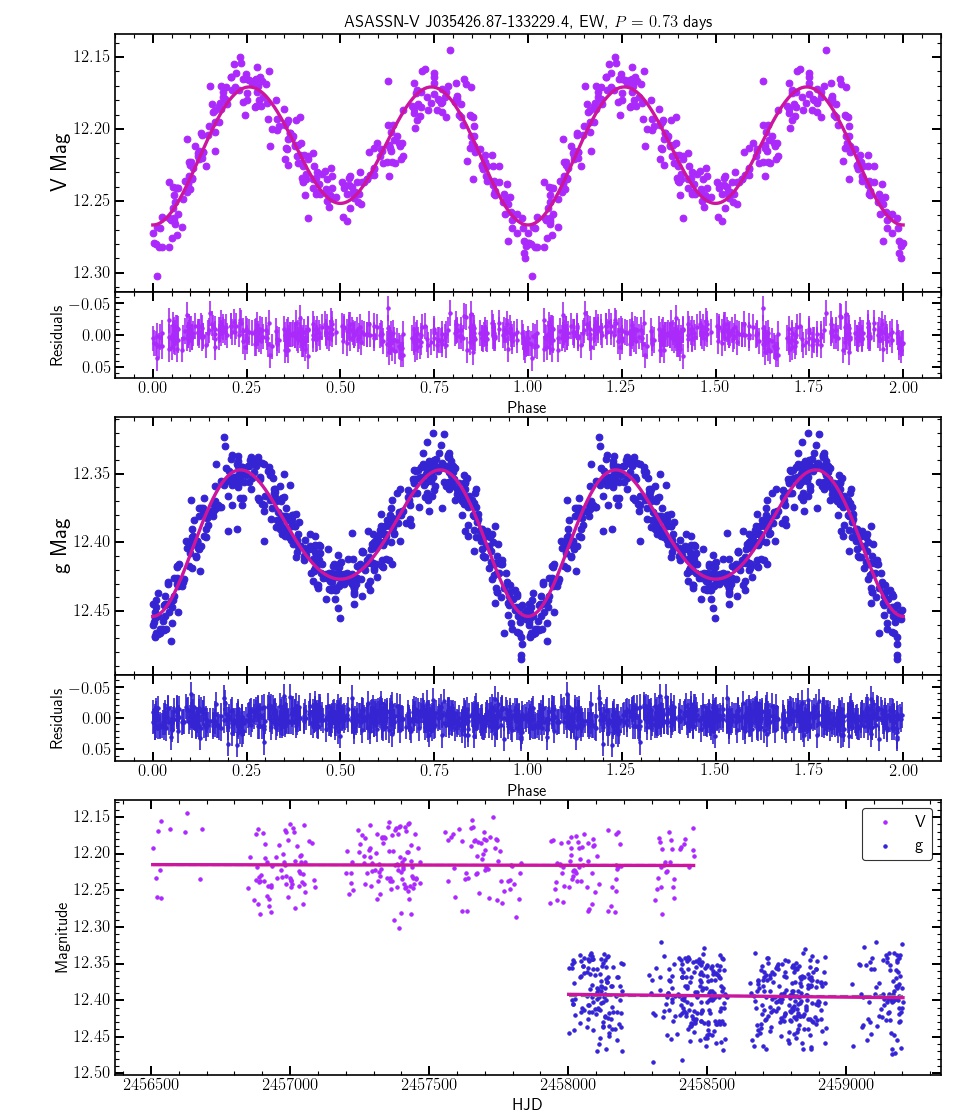 ASASSN-V J035426.87-133229.4, EW, P = 0.73 days
12.15
12.20
12.25
12.30
V Mag
−0.05
0.00
0.05
Residuals
0.00 0.25 0.50 0.75 1.00 1.25 1.50 1.75 2.00
Phase
12.35
12.40
12.45
g Mag
−0.05
0.00
0.05
Residuals
0.00 0.25 0.50 0.75 1.00 1.25 1.50 1.75 2.00
Phase
12.15
12.20
12.25
12.30
12.35
12.40
12.45
12.50
Magnitude
V
g
2456500 2457000 2457500 2458000 2458500 2459000
HJD